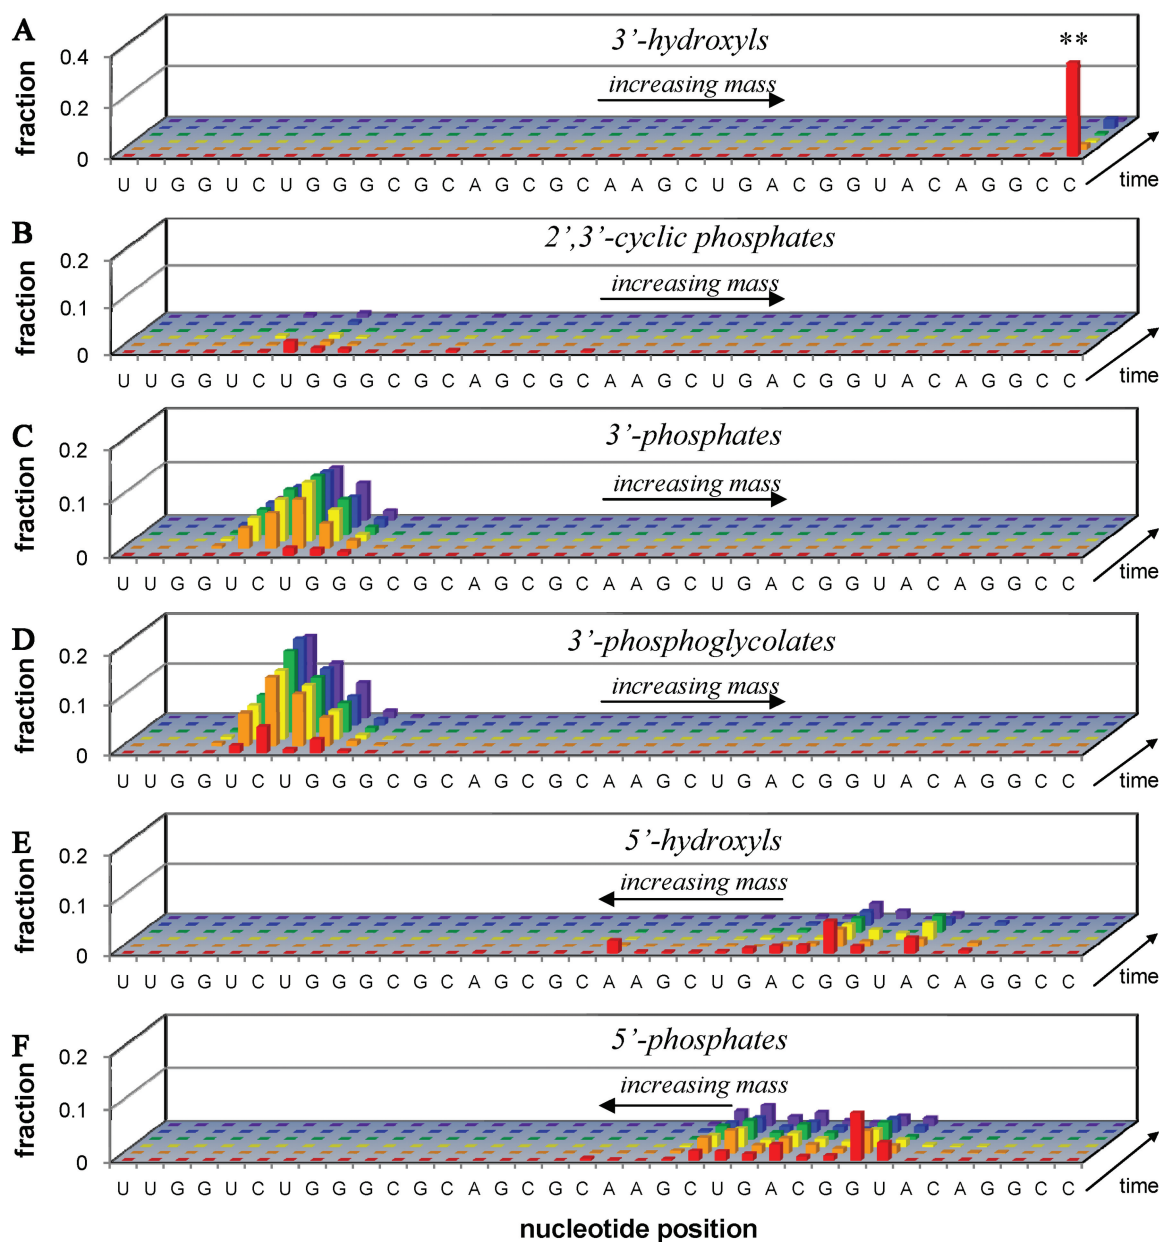 A
3’-hydroxyls
**
0.4
increasing mass
0.2
fraction
0
U U G G U C U G G G C G C A G C G C A A G C U G A C G G U A C A G G C C
time
B
2’,3’-cyclic phosphates
0.2
increasing mass
0.1
fraction
0
U U G G U C U G G G C G C A G C G C A A G C U G A C G G U A C A G G C C
time
C
3’-phosphates
0.2
increasing mass
0.1
fraction
0
U U G G U C U G G G C G C A G C G C A A G C U G A C G G U A C A G G C C
time
D
3’-phosphoglycolates
0.2
increasing mass
0.1
fraction
0
U U G G U C U G G G C G C A G C G C A A G C U G A C G G U A C A G G C C
time
E
5’-hydroxyls
0.2
increasing mass
0.1
fraction
0
U U G G U C U G G G C G C A G C G C A A G C U G A C G G U A C A G G C C
time
F
5’-phosphates
0.2
increasing mass
0.1
fraction
0
U U G G U C U G G G C G C A G C G C A A G C U G A C G G U A C A G G C C
time
nucleotide position